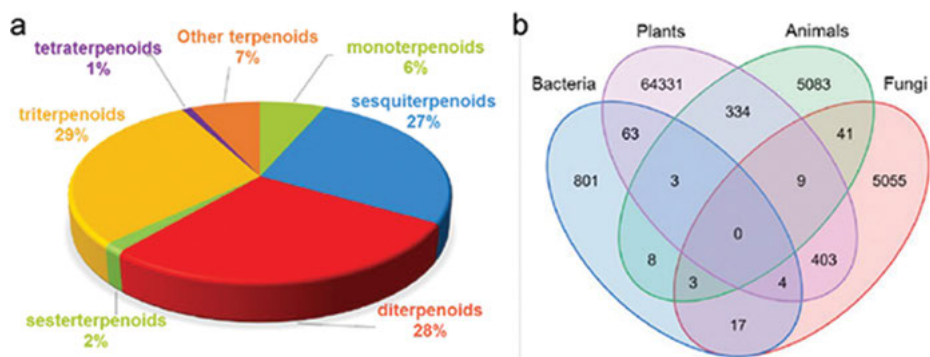 a
tetraterpenoids
1%
Other terpenoids
7%
monoterpenoids
6%
sesquiterpenoids
27%
triterpenoids
29%
sesterterpenoids
2%
diterpenoids
28%
b
Plants
Animals
Bacteria
Fungi
64331
5083
334
63
41
801
3
9
5055
0
8
403
3
4
17